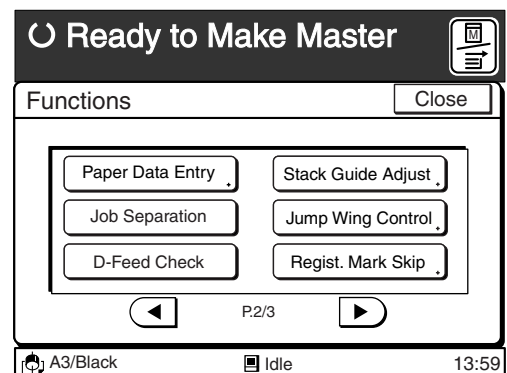 Ready to Make Master
M
Functions
Close
Paper Data Entry
Stack Guide Adjust
Job Separation
Jump Wing Control
D-Feed Check
Regist. Mark Skip
P.2/3
A3/Black
Idle
13:59